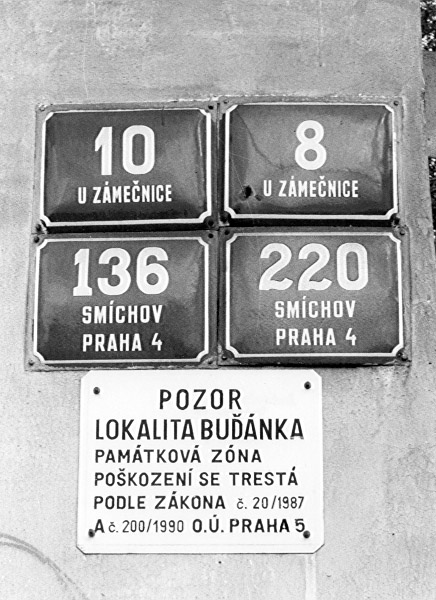 10
U ZÁMEČNICE
8
U ZÁMEČNICE
136
SMÍCHOV
PRAHA 4
220
SMÍCHOV
PRAHA 4
POZOR
LOKALITA BUĎÁNKA
PAMÁTKOVÁ ZÓNA
POŠKOZENÍ SE TRESTÁ
PODLE ZÁKONA č. 20/1987
A č. 200/1990 O.Ú. PRAHA 5